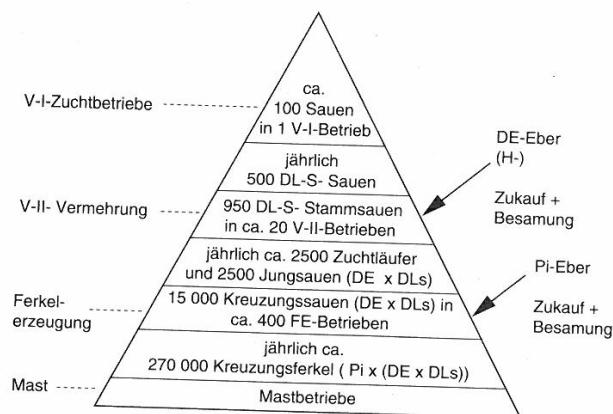 ca.
100 Sauen
in 1 V-I-Betrieb
V-I-Zuchtbetriebe
DE-Eber
(H-)
jährlich
500 DL-S- Sauen
Zukauf +
Besamung
V-II- Vermehrung
950 DL-S- Stammsauen
in ca. 20 V-II-Betrieben
jährlich ca. 2500 Zuchtläufer
und 2500 Jungsauen (DE x DLs)
Pi-Eber
Ferkel-
erzeugung
15 000 Kreuzungssauen (DE x DLs) in
ca. 400 FE-Betrieben
Zukauf +
Besamung
jährlich ca.
270 000 Kreuzungsferkel ( Pi x (DE x DLs))
Mast
Mastbetriebe